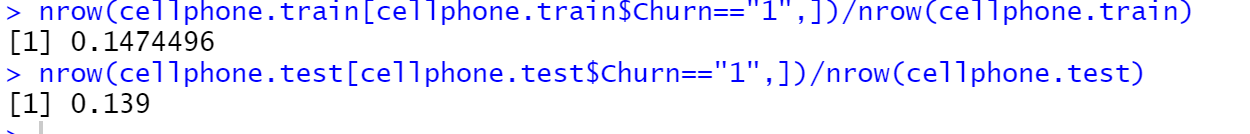 > nrow(cellphone.train[cellphone.train$Churn=="1",])/nrow(cellphone.train)
[1] 0.1474496
> nrow(cellphone.test[cellphone.test$Churn=="1",])/nrow(cellphone.test)
[1] 0.139
>